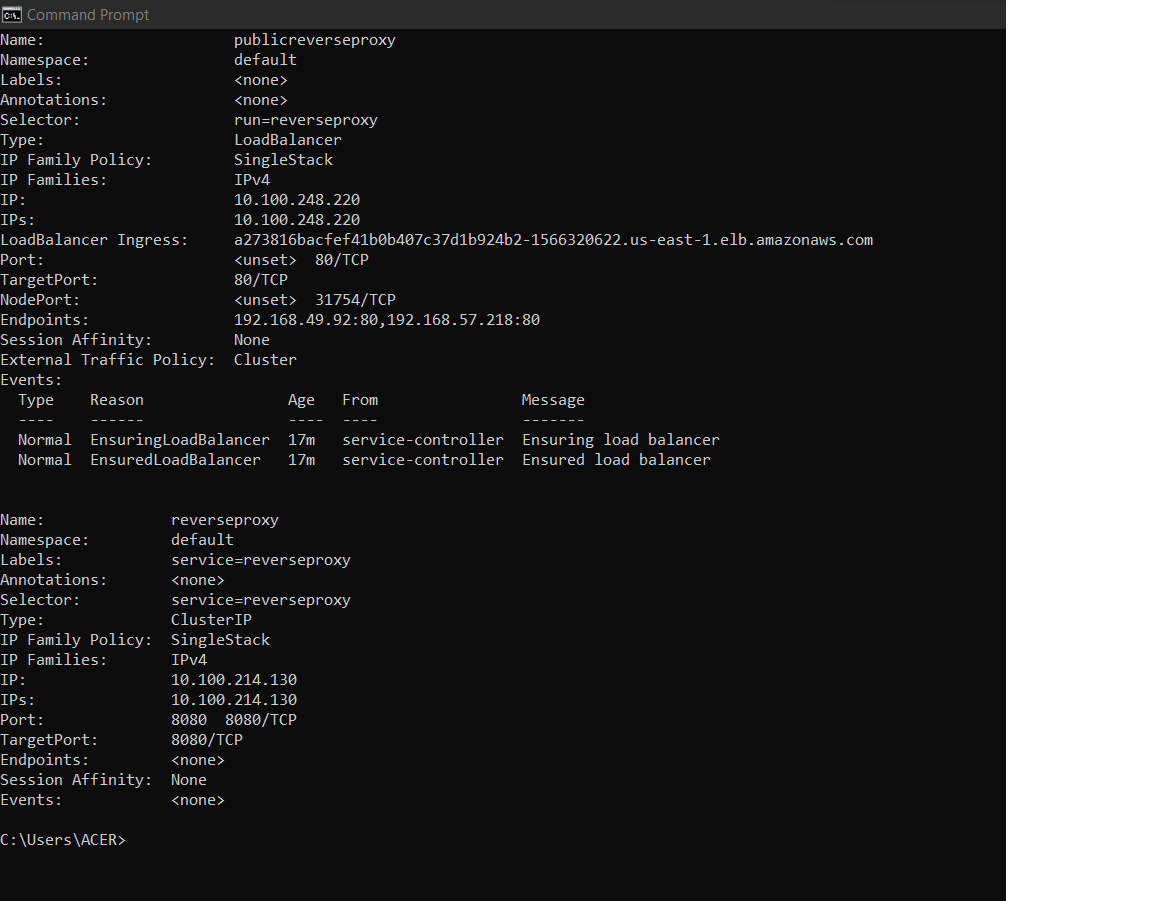 Command Prompt
Name: publicreverseproxy
Namespace: default
Labels: <none>
Annotations: <none>
Selector: run=reverseproxy
Type: LoadBalancer
IP Family Policy: SingleStack
IP Families: IPv4
IP: 10.100.248.220
IPs: 10.100.248.220
LoadBalancer Ingress: a273816bacfef41b0b407c37d1b924b2-1566320622.us-east-1.elb.amazonaws.com
Port: <unset> 80/TCP
TargetPort: 80/TCP
NodePort: <unset> 31754/TCP
Endpoints: 192.168.49.92:80,192.168.57.218:80
Session Affinity: None
External Traffic Policy: Cluster
Events:
Type Reason Age From Message
---- ------ ---- ---- -------
Normal EnsuringLoadBalancer 17m service-controller Ensuring load balancer
Normal EnsuredLoadBalancer 17m service-controller Ensured load balancer
Name: reverseproxy
Namespace: default
Labels: service=reverseproxy
Annotations: <none>
Selector: service=reverseproxy
Type: ClusterIP
IP Family Policy: SingleStack
IP Families: IPv4
IP: 10.100.214.130
IPs: 10.100.214.130
Port: 8080 8080/TCP
TargetPort: 8080/TCP
Endpoints: <none>
Session Affinity: None
Events: <none>
C:\Users\ACER>